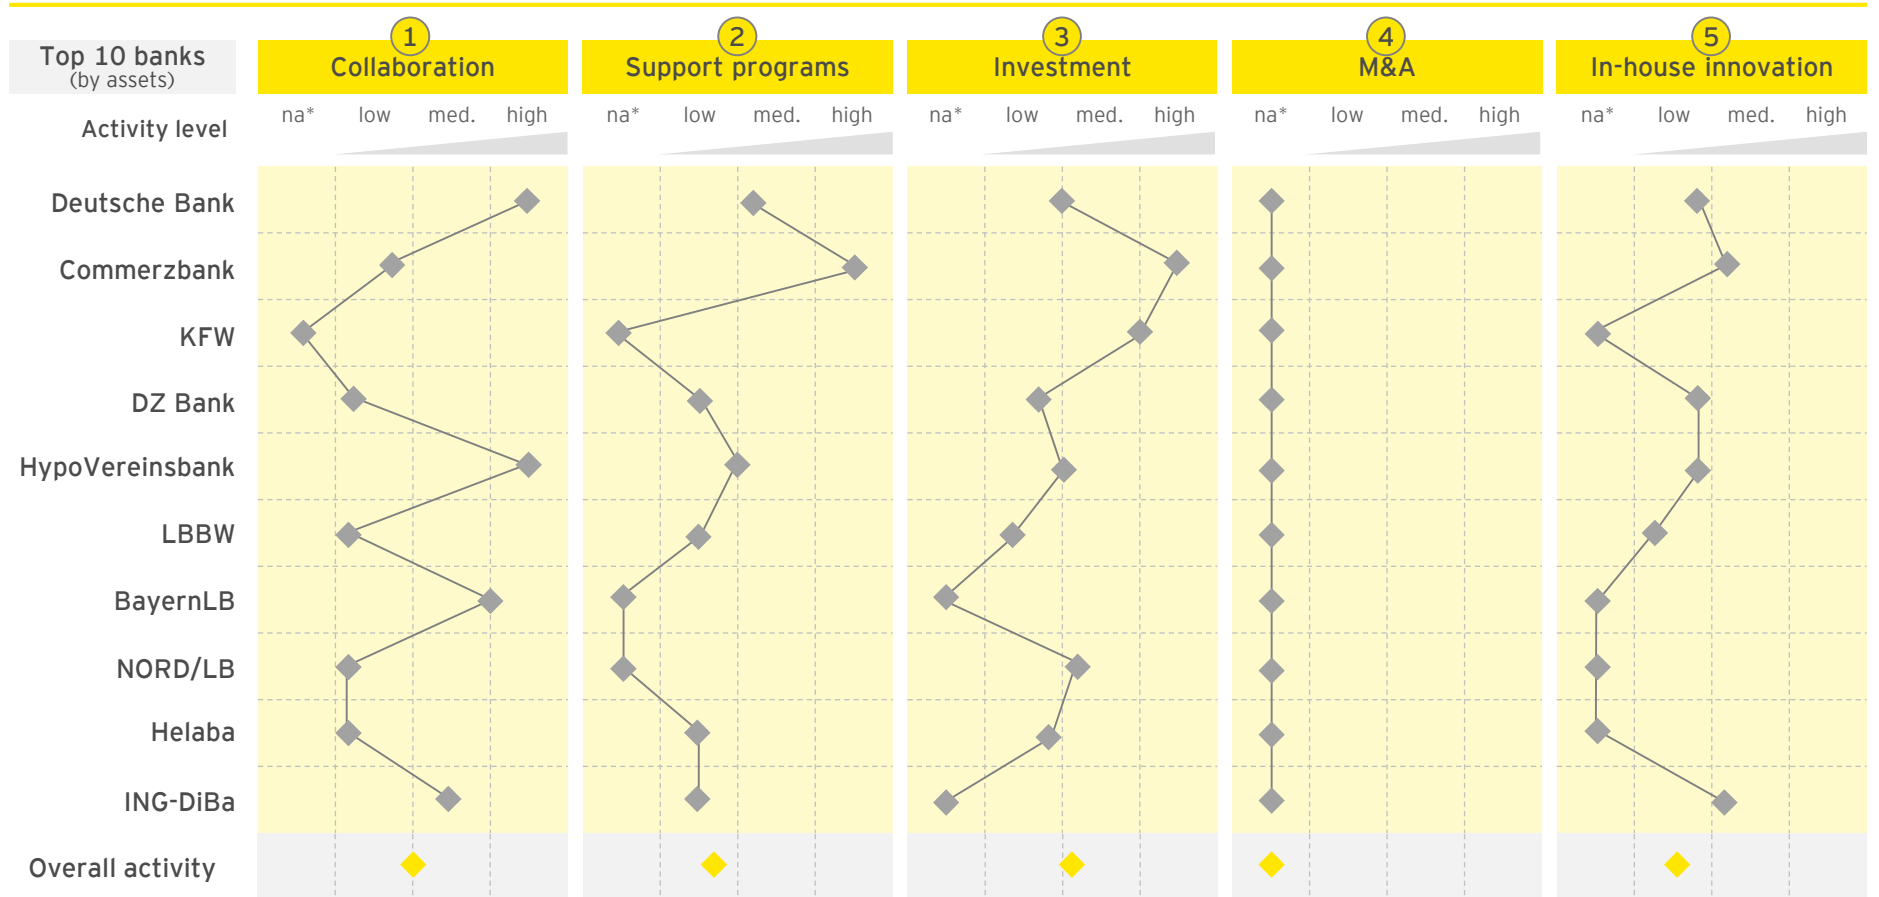 1 2 3 4 5
Top 10 banks
(by assets)
Collaboration Support programs Investment M&A In-house innovation
Activity level
na* low med. high na* low med. high na* low med. high na* low med. high na* low med. high
Deutsche Bank
Commerzbank
KFW
DZ Bank
HypoVereinsbank
LBBW
BayernLB
NORD/LB
Helaba
ING-DiBa
Overall activity